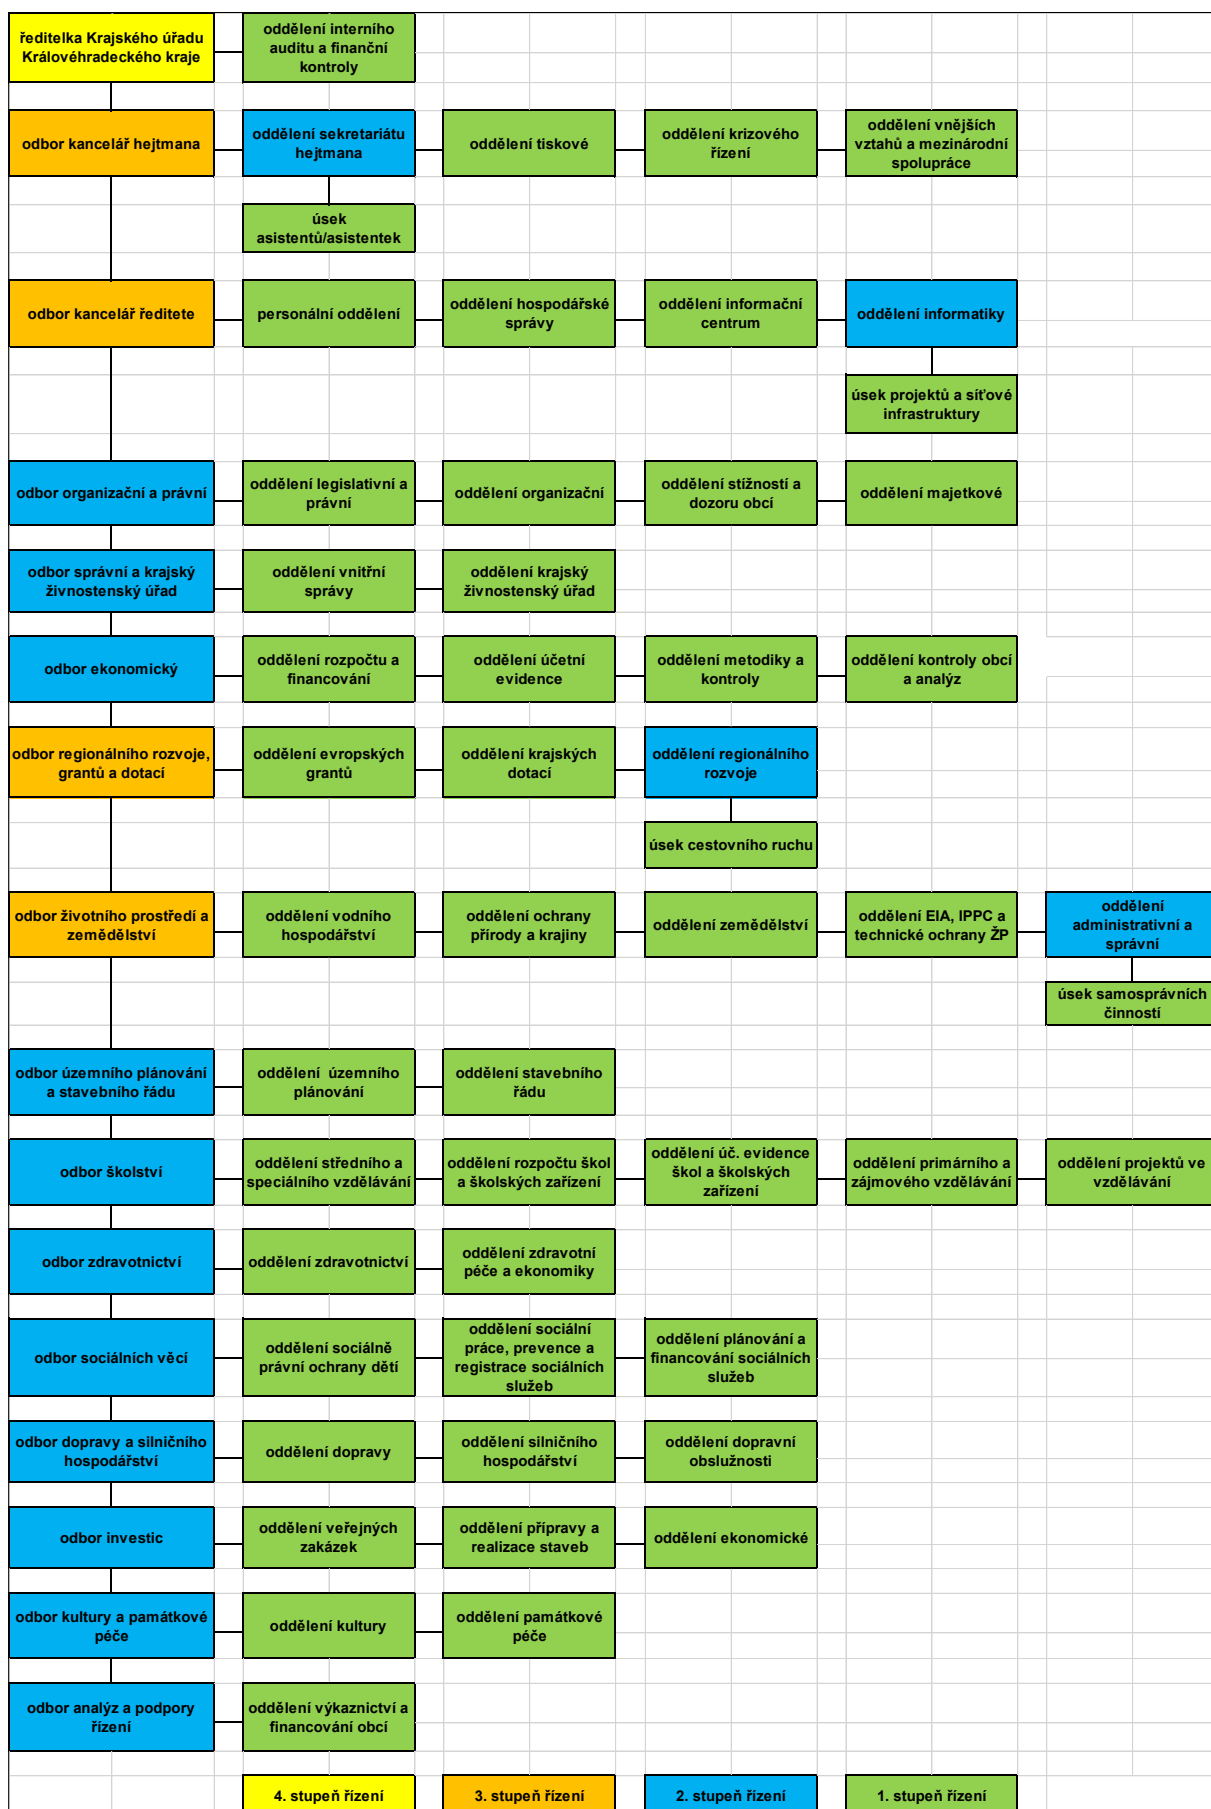 ředitelka Krajského úřadu
Královéhradeckého kraje
oddělení interního
auditu a finanční
kontroly
odbor kancelář hejtmana
oddělení sekretariátu
hejtmana
oddělení tiskové
oddělení krizového
řízení
oddělení vnějších
vztahů a mezinárodní
spolupráce
úsek
asistentů/asistentek
odbor kancelář ředitete
personální oddělení
oddělení hospodářské
správy
oddělení informační
centrum
oddělení informatiky
úsek projektů a síťové
infrastruktury
odbor organizační a právní
oddělení legislativní a
právní
oddělení organizační
oddělení stížností a
dozoru obcí
oddělení majetkové
odbor správní a krajský
živnostenský úřad
oddělení vnitřní
správy
oddělení krajský
živnostenský úřad
odbor ekonomický
oddělení rozpočtu a
financování
oddělení účetní
evidence
oddělení metodiky a
kontroly
oddělení kontroly obcí
a analýz
odbor regionálního rozvoje,
grantů a dotací
oddělení evropských
grantů
oddělení krajských
dotací
oddělení regionálního
rozvoje
úsek cestovního ruchu
odbor životního prostředí a
zemědělství
oddělení vodního
hospodářství
oddělení ochrany
přírody a krajiny
oddělení zemědělství
oddělení EIA, IPPC a
technické ochrany ŽP
oddělení
administrativní a
správní
úsek samosprávních
činností
odbor územního plánování
a stavebního řádu
oddělení  územního
plánování
oddělení stavebního
řádu
odbor školství
oddělení středního a
speciálního vzdělávání
oddělení rozpočtu škol
a školských zařízení
oddělení úč. evidence
škol a školských
zařízení
oddělení primárního a
zájmového vzdělávání
oddělení projektů ve
vzdělávání
odbor zdravotnictví
oddělení zdravotnictví
oddělení zdravotní
péče a ekonomiky
odbor sociálních věcí
oddělení sociálně
právní ochrany dětí
oddělení sociální
práce, prevence a
registrace sociálních
služeb
oddělení plánování a
financování sociálních
služeb
odbor dopravy a silničního
hospodářství
oddělení dopravy
oddělení silničního
hospodářství
oddělení dopravní
obslužnosti
odbor investic
oddělení veřejných
zakázek
oddělení přípravy a
realizace staveb
oddělení ekonomické
odbor kultury a památkové
péče
oddělení kultury
oddělení památkové
péče
odbor analýz a podpory
řízení
oddělení výkaznictví a
financování obcí
4. stupeň řízení
3. stupeň řízení
2. stupeň řízení
1. stupeň řízení